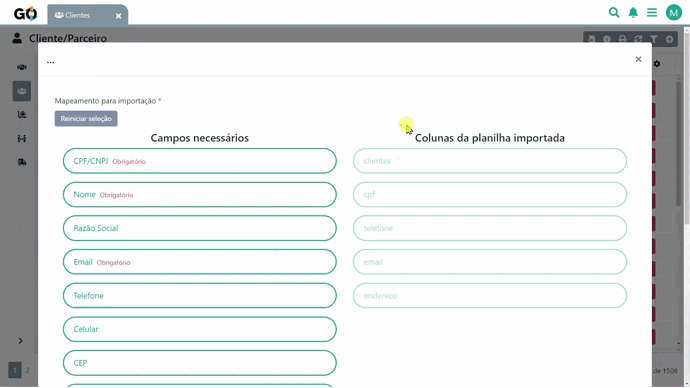 GO
Clientes
M
Cliente/Parceiro
...
Mapeamento para importação *
Reiniciar seleção
Campos necessários
Colunas da planilha importada
CPF/CNPJ Obrigatório
clientes
Nome Obrigatório
cpf
Razão Social
telefone
Email Obrigatório
email
Telefone
endereco
Celular
CEP
1 2
de 1508